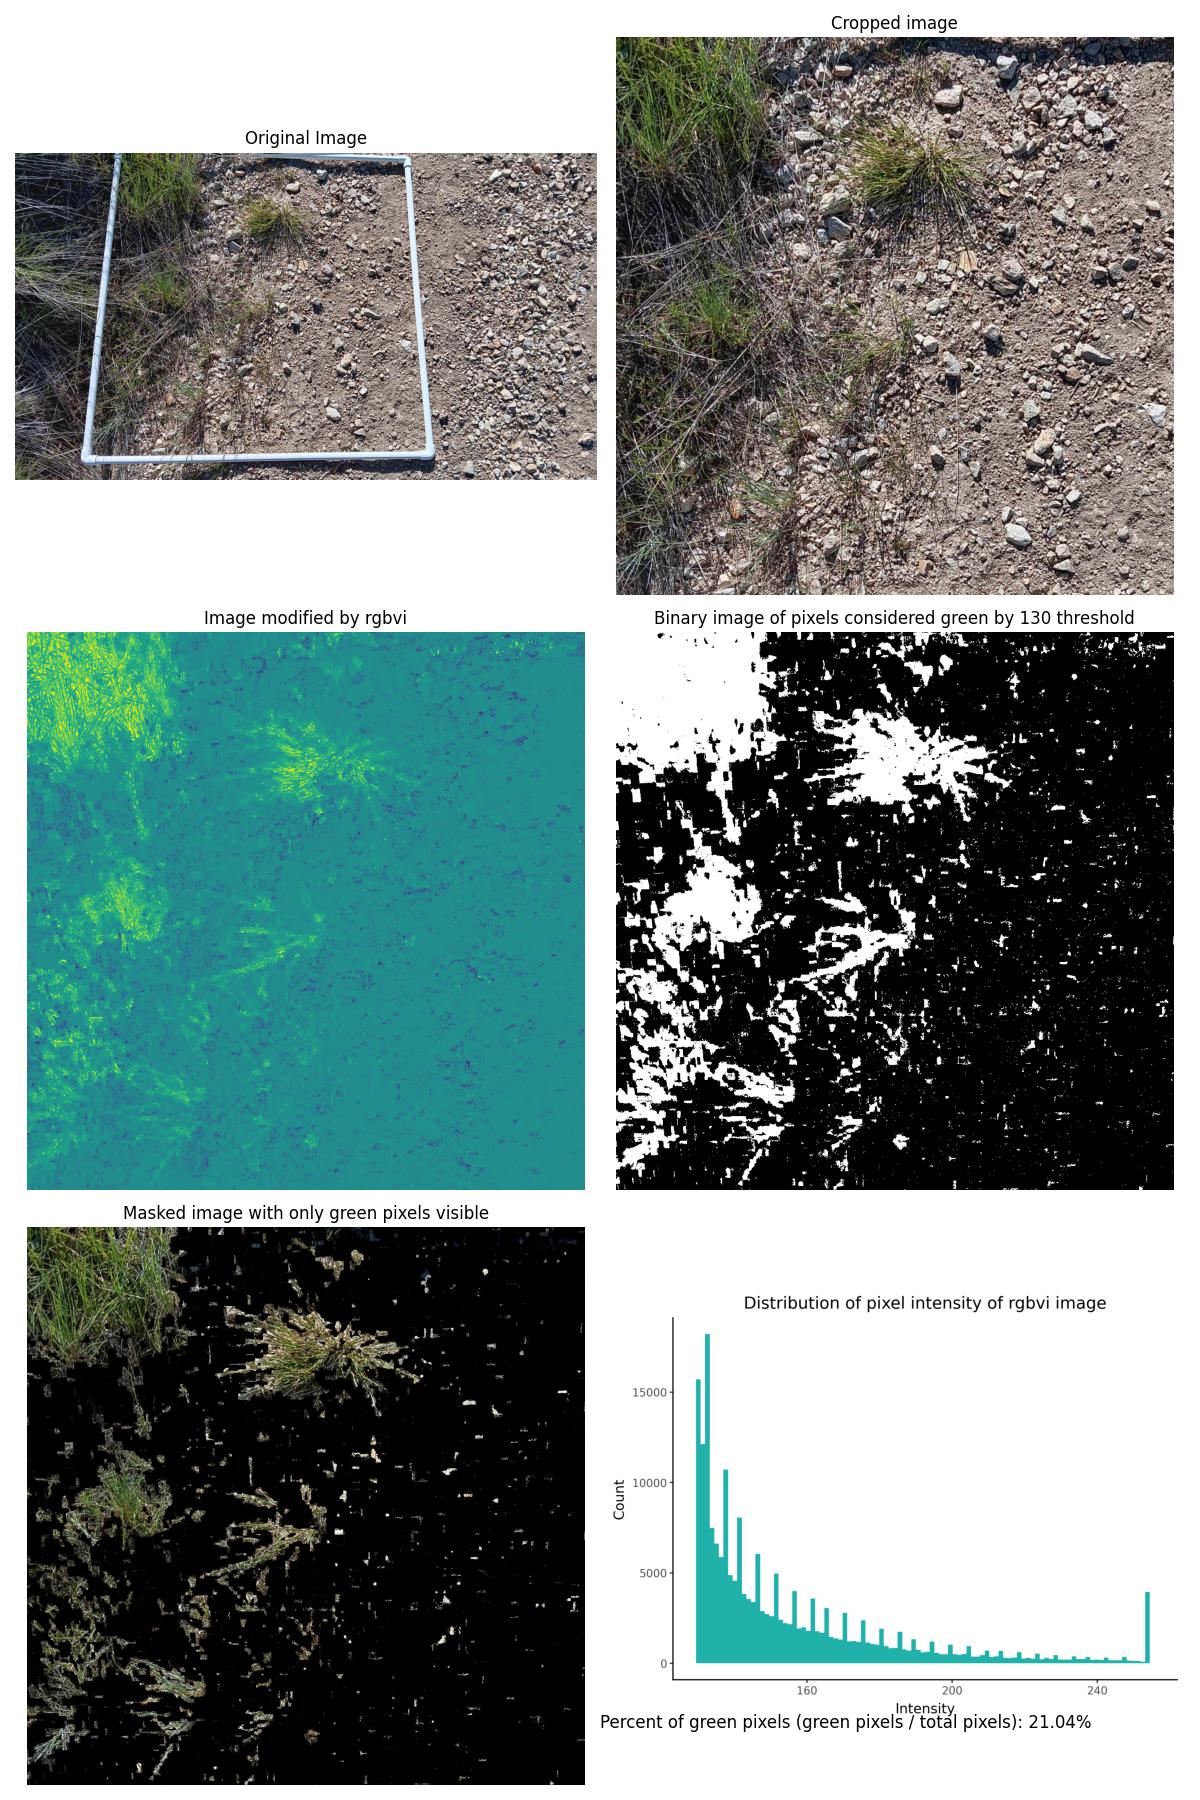 Cropped image
Original Image
Image modified by rgbvi
Binary image of pixels considered green by 130 threshold
Masked image with only green pixels visible
Distribution of pixel intensity of rgbvi image
Count
15000
10000
5000
0
160
200
240
Intensity
Percent of green pixels (green pixels / total pixels): 21.04%